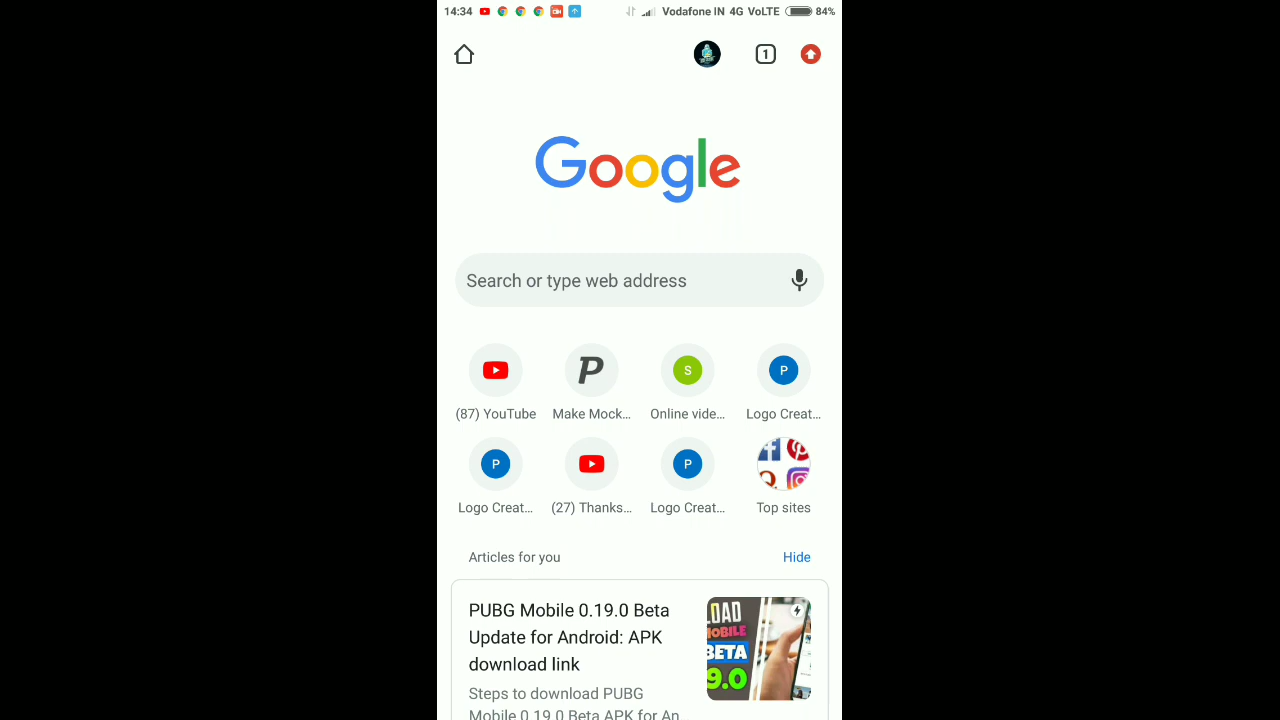 14:34 Vodafone IN 4G VoLTE 84%
1
Google
Search or type web address
P S P
(87) YouTube Make Mock... Online vide... Logo Creat...
P P
Logo Creat... (27) Thanks... Logo Creat... Top sites
Articles for you Hide
PUBG Mobile 0.19.0 Beta
Update for Android: APK
download link
Steps to download PUBG
Mobile 0.19.0 Beta APK for An...
LOAD
MOBILE
BETA
9.0